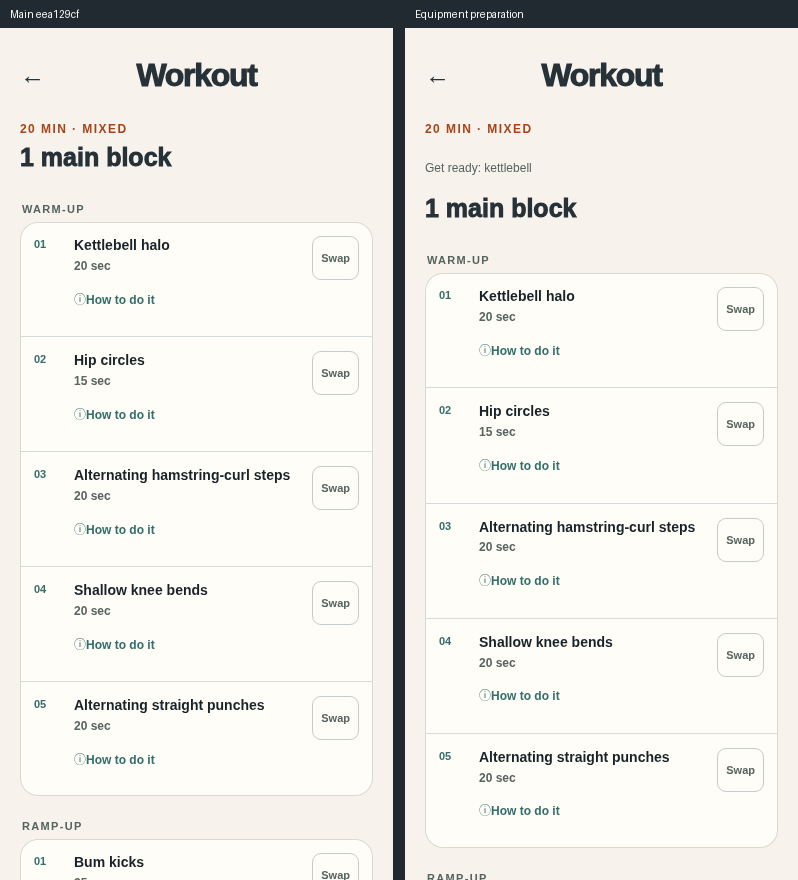 Main eea129cf
←
Workout
20 MIN · MIXED
1 main block
WARM-UP
01
Kettlebell halo
20 sec
ⓘHow to do it
Swap
02
Hip circles
15 sec
ⓘHow to do it
Swap
03
Alternating hamstring-curl steps
20 sec
ⓘHow to do it
Swap
04
Shallow knee bends
20 sec
ⓘHow to do it
Swap
05
Alternating straight punches
20 sec
ⓘHow to do it
Swap
RAMP-UP
01
Bum kicks
Swap
Equipment preparation
←
Workout
20 MIN · MIXED
Get ready: kettlebell
1 main block
WARM-UP
01
Kettlebell halo
20 sec
ⓘHow to do it
Swap
02
Hip circles
15 sec
ⓘHow to do it
Swap
03
Alternating hamstring-curl steps
20 sec
ⓘHow to do it
Swap
04
Shallow knee bends
20 sec
ⓘHow to do it
Swap
05
Alternating straight punches
20 sec
ⓘHow to do it
Swap
RAMP-UP